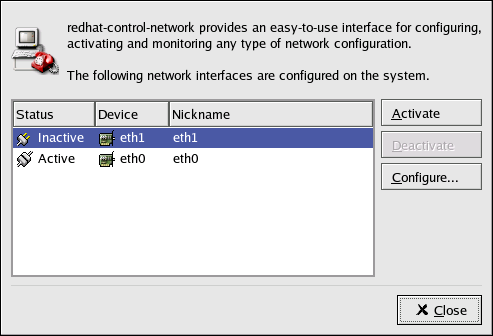 redhat-control-network provides an easy-to-use interface for configuring,
activating and monitoring any type of network configuration.
The following network interfaces are configured on the system.
Status Device Nickname
Inactive eth1 eth1
Active eth0 eth0
Activate
Deactivate
Configure...
Close